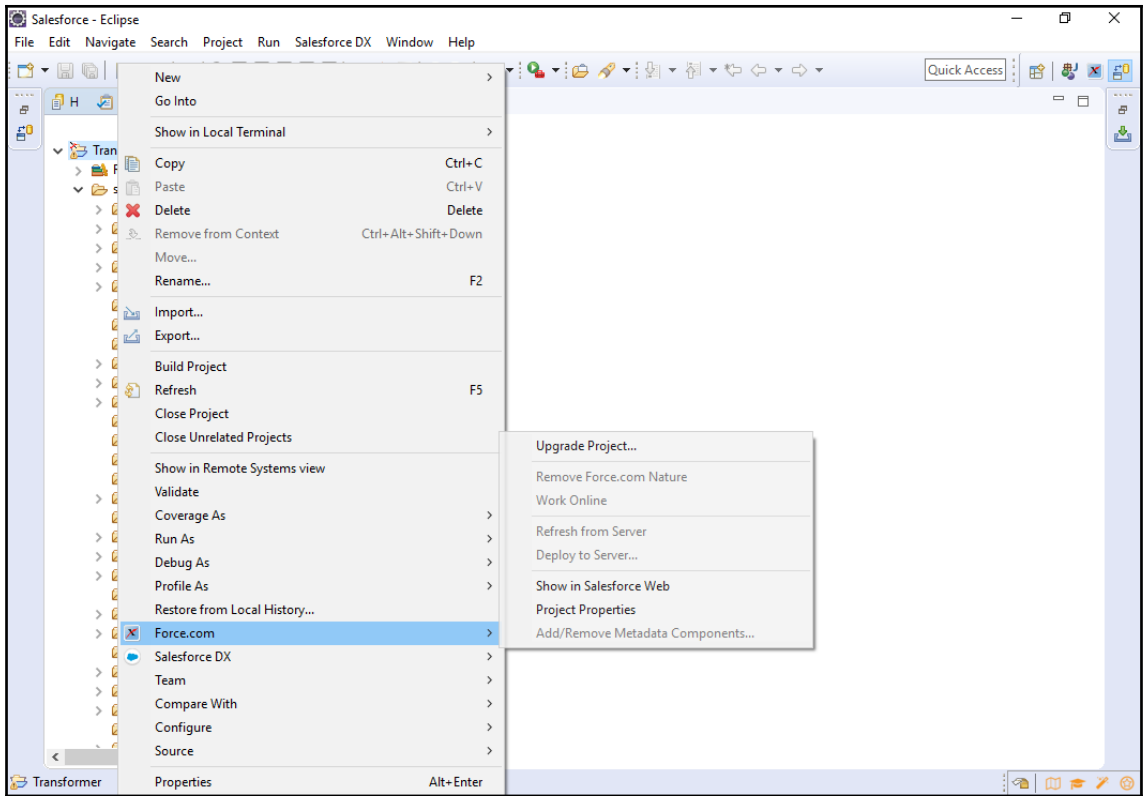 Salesforce - Eclipse
File Edit Navigate Search Project Run Salesforce DX Window Help
Quick Access
H
Tran
New
Go Into
Show in Local Terminal
Copy Ctrl+C
Paste Ctrl+V
Delete Delete
Remove from Context Ctrl+Alt+Shift+Down
Move...
Rename... F2
Import...
Export...
Build Project
Refresh F5
Close Project
Close Unrelated Projects
Show in Remote Systems view
Validate
Coverage As
Run As
Debug As
Profile As
Restore from Local History...
Force.com
Salesforce DX
Team
Compare With
Configure
Source
Properties Alt+Enter
Upgrade Project...
Remove Force.com Nature
Work Online
Refresh from Server
Deploy to Server...
Show in Salesforce Web
Project Properties
Add/Remove Metadata Components...
Transformer